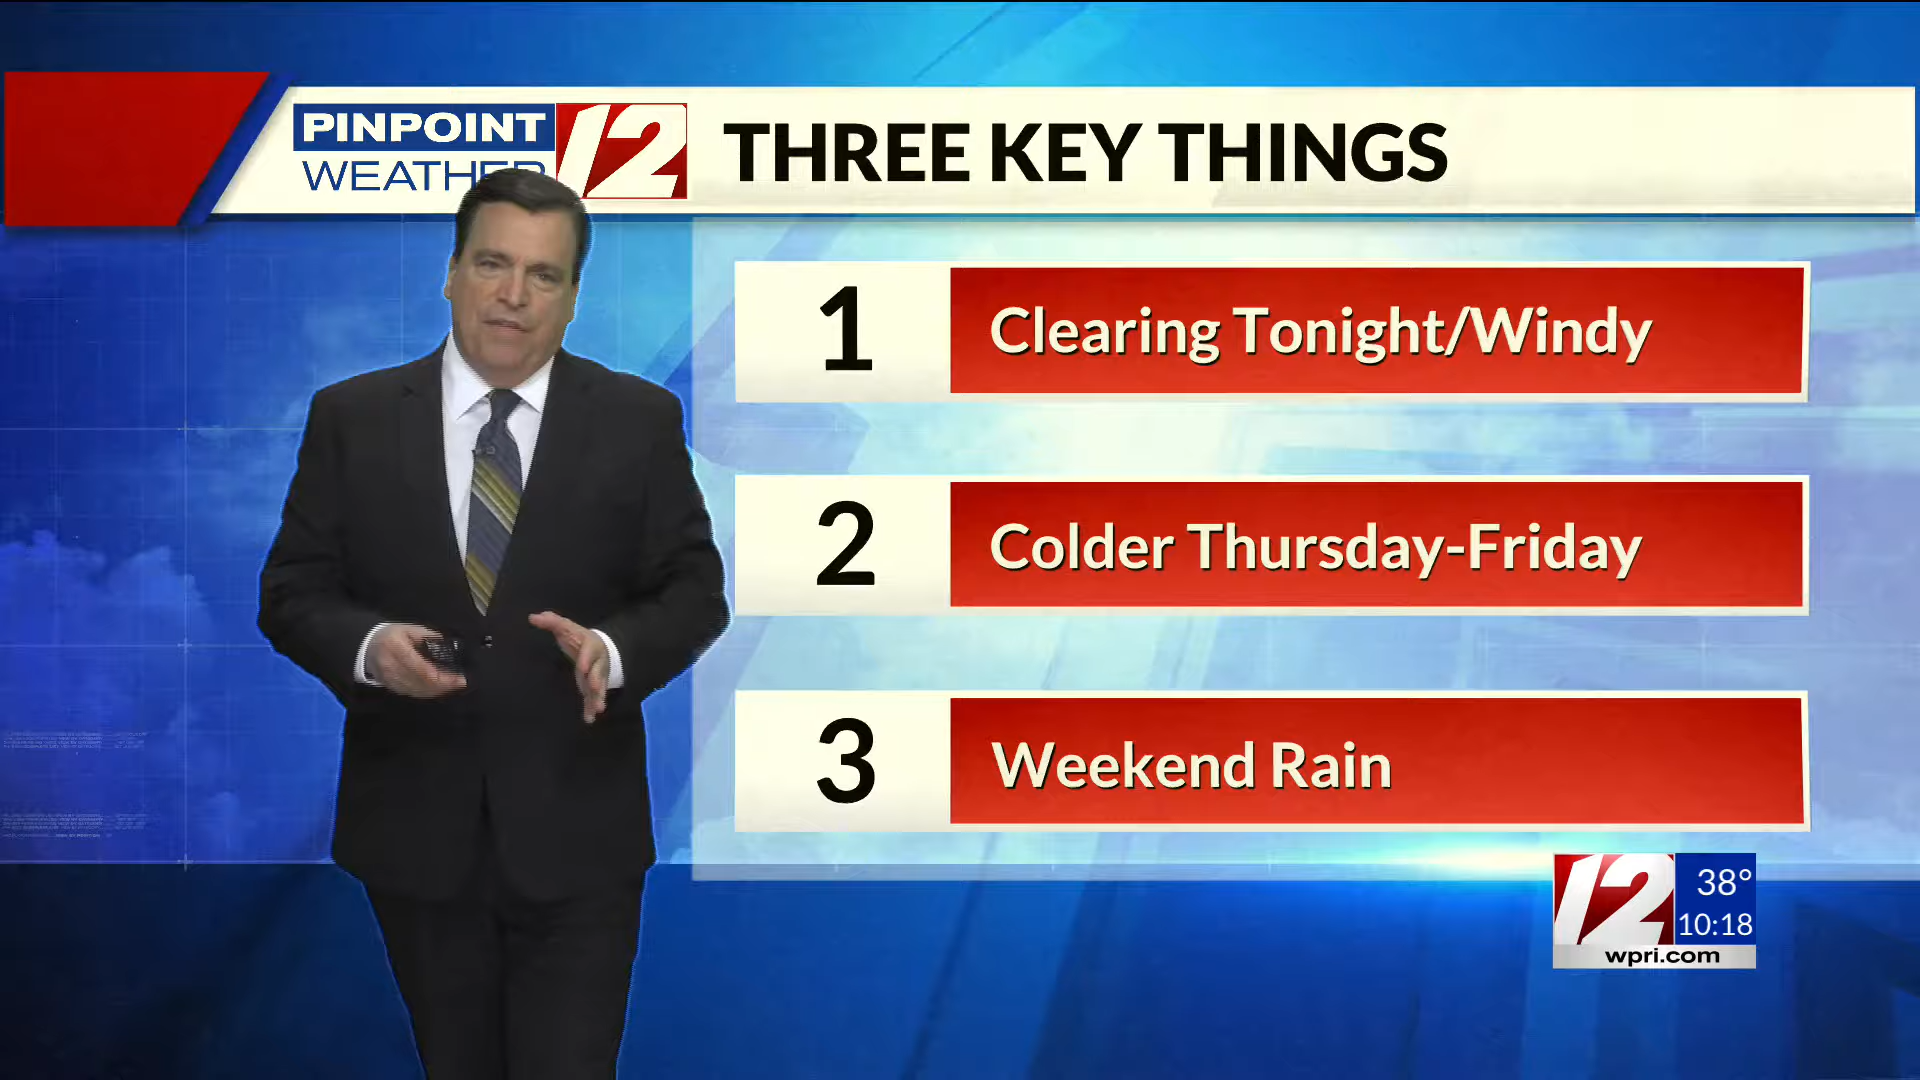 PINPOINT
WEATHER
12
THREE KEY THINGS
1
Clearing Tonight/Windy
2
Colder Thursday-Friday
3
Weekend Rain
12
38°
10:18
wpri.com